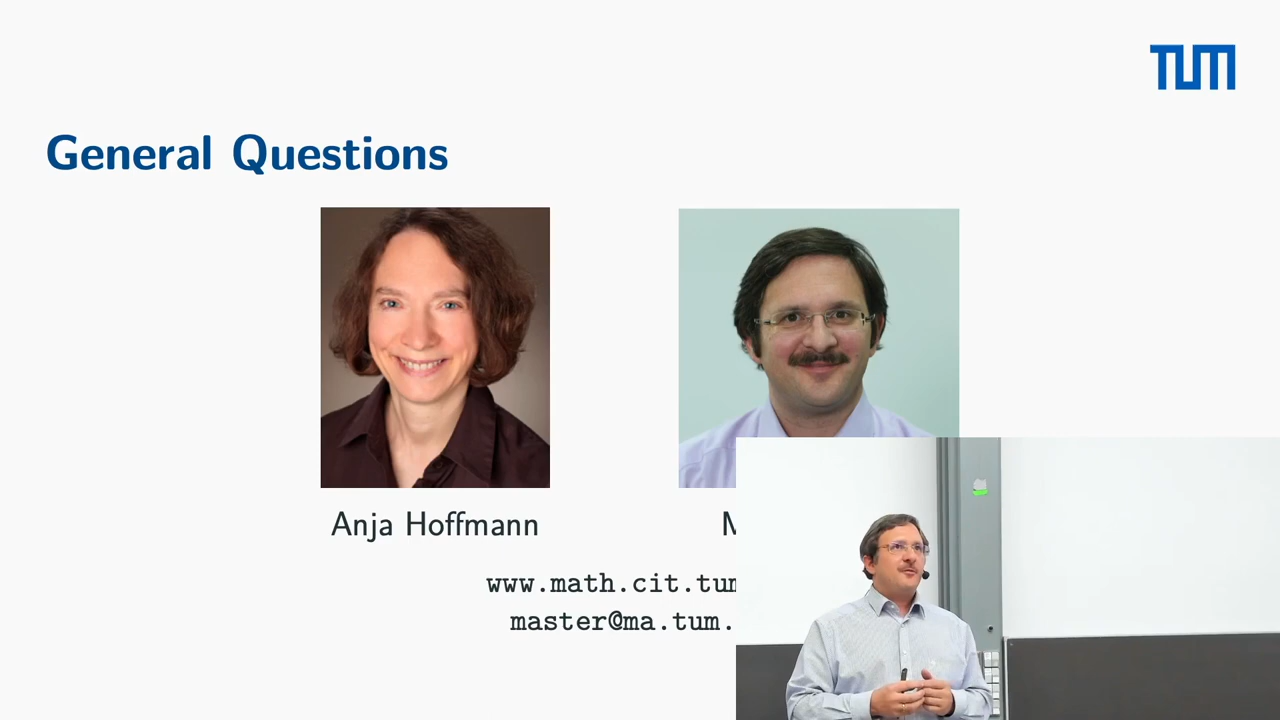 TUM
General Questions
Anja Hoffmann
www.math.cit.tum
master@ma.tum.